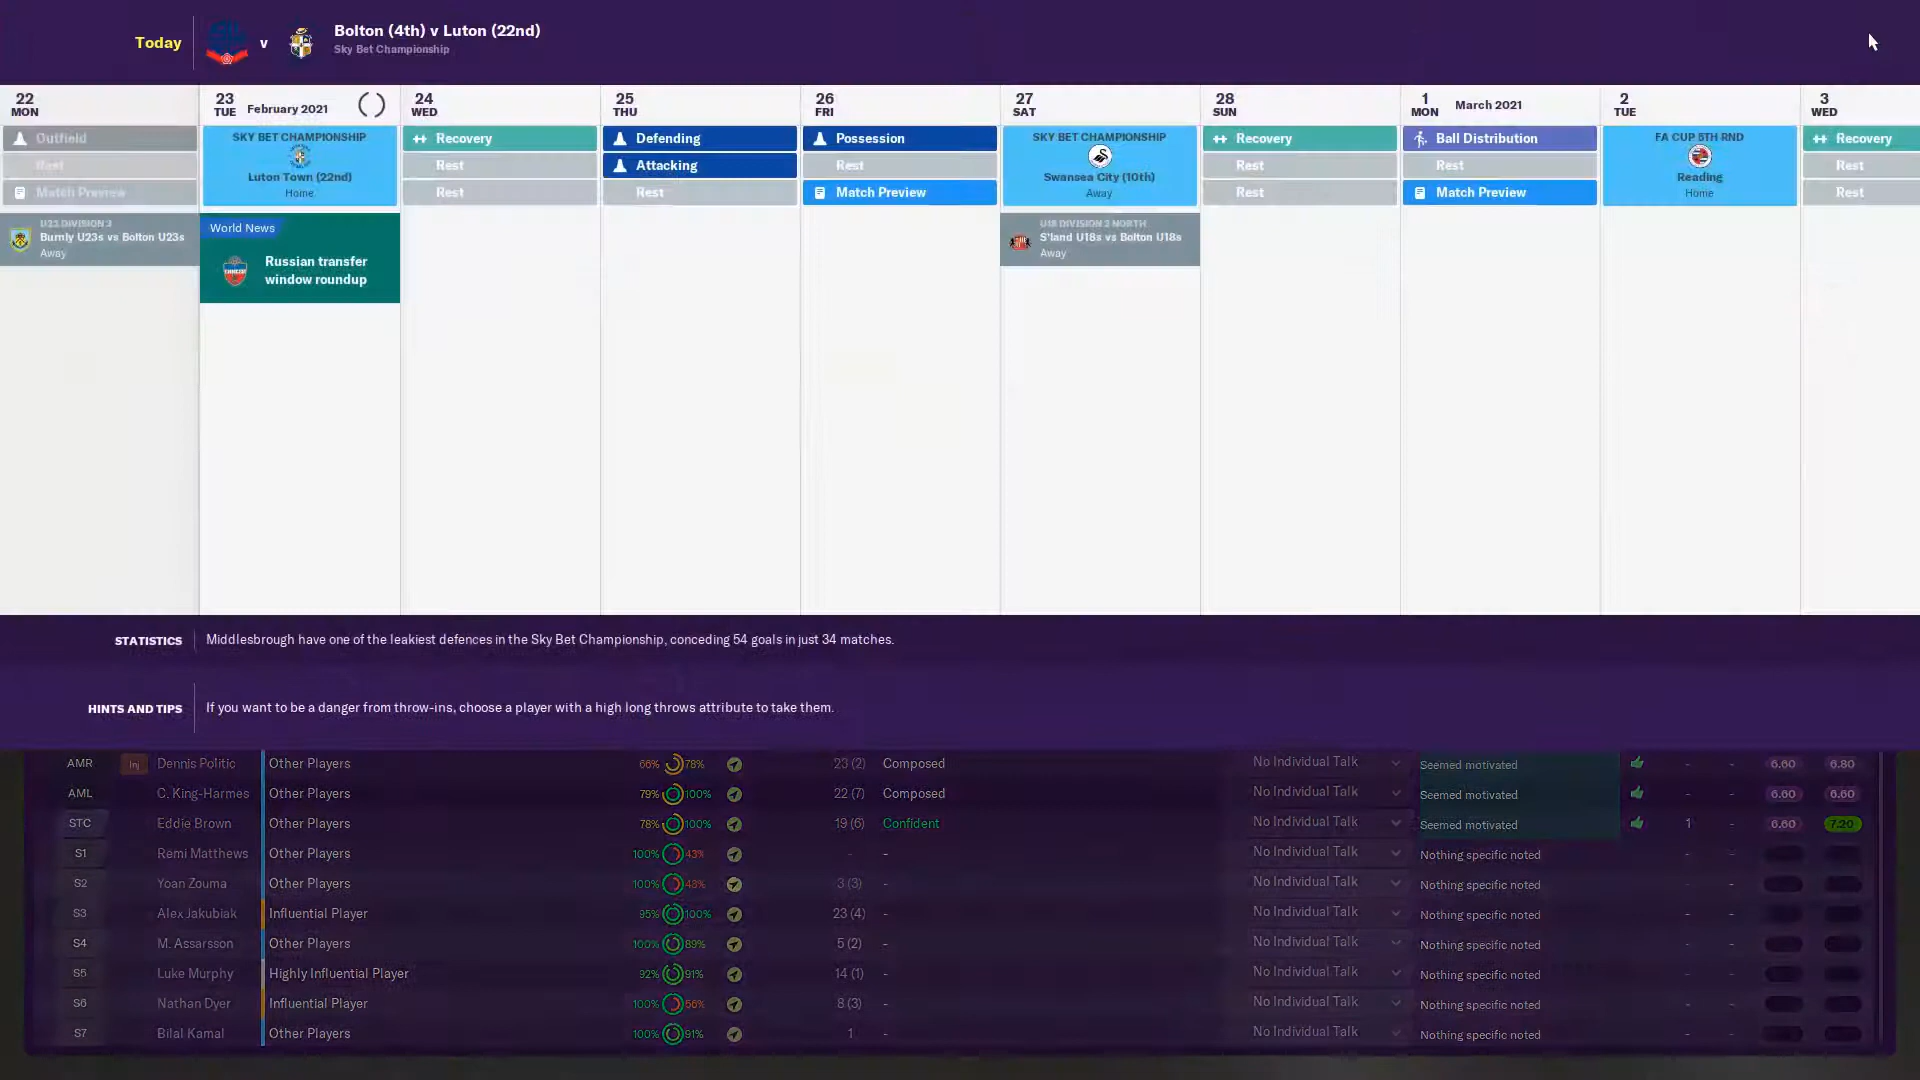 Today
v
Bolton (4th) v Luton (22nd)
Sky Bet Championship
22
MON
Outfield
Rest
Match Preview
U23 DIVISION 2
Burnly U23s vs Bolton U23s
Away
23
TUE
February 2021
SKY BET CHAMPIONSHIP
Luton Town (22nd)
Home
World News
Russian transfer
window roundup
24
WED
Recovery
Rest
Rest
25
THU
Defending
Attacking
Rest
26
FRI
Possession
Rest
Match Preview
27
SAT
SKY BET CHAMPIONSHIP
Swansea City (10th)
Away
U18 DIVISION 2 NORTH
S'land U18s vs Bolton U18s
Away
28
SUN
Recovery
Rest
Rest
1
MON
March 2021
Ball Distribution
Rest
Match Preview
2
TUE
FA CUP 5TH RND
Reading
Home
3
WED
Recovery
Rest
Rest
STATISTICS
Middlesbrough have one of the leakiest defences in the Sky Bet Championship, conceding 54 goals in just 34 matches.
HINTS AND TIPS
If you want to be a danger from throw-ins, choose a player with a high long throws attribute to take them.
AMR Inj Dennis Politic Other Players 66% 78% 23 (2) Composed No Individual Talk Seemed motivated - - 6.60 6.80
AML C. King-Harmes Other Players 79% 100% 22 (7) Composed No Individual Talk Seemed motivated - - 6.60 6.60
STC Eddie Brown Other Players 78% 100% 19 (6) Confident No Individual Talk Seemed motivated 1 - 6.60 7.20
S1 Remi Matthews Other Players 100% 43% - - No Individual Talk Nothing specific noted - -
S2 Yoan Zouma Other Players 100% 48% 3 (3) - No Individual Talk Nothing specific noted - -
S3 Alex Jakubiak Influential Player 95% 100% 23 (4) - No Individual Talk Nothing specific noted - -
S4 M. Assarsson Other Players 100% 89% 5 (2) - No Individual Talk Nothing specific noted - -
S5 Luke Murphy Highly Influential Player 92% 91% 14 (1) - No Individual Talk Nothing specific noted - -
S6 Nathan Dyer Influential Player 100% 56% 8 (3) - No Individual Talk Nothing specific noted - -
S7 Bilal Kamal Other Players 100% 91% 1 - No Individual Talk Nothing specific noted - -